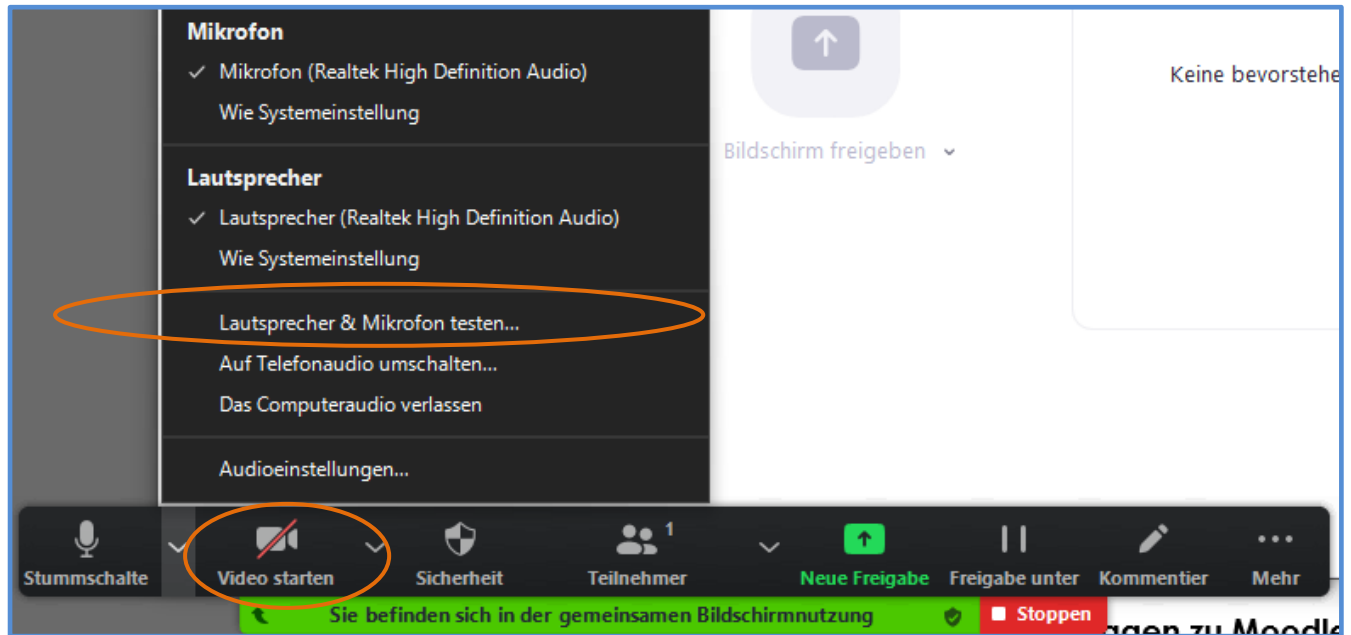 Mikrofon
Mikrofon (Realtek High Definition Audio)
Wie Systemeinstellung
Lautsprecher
Lautsprecher (Realtek High Definition Audio)
Wie Systemeinstellung
Lautsprecher & Mikrofon testen...
Auf Telefonaudio umschalten...
Das Computeraudio verlassen
Audioeinstellungen...
Bildschirm freigeben
Keine bevorstehe
Stummschalte
Video starten
Sicherheit
1
Teilnehmer
Neue Freigabe
Freigabe unter
Kommentier
Mehr
Sie befinden sich in der gemeinsamen Bildschirmnutzung
Stoppen
zu Moodle